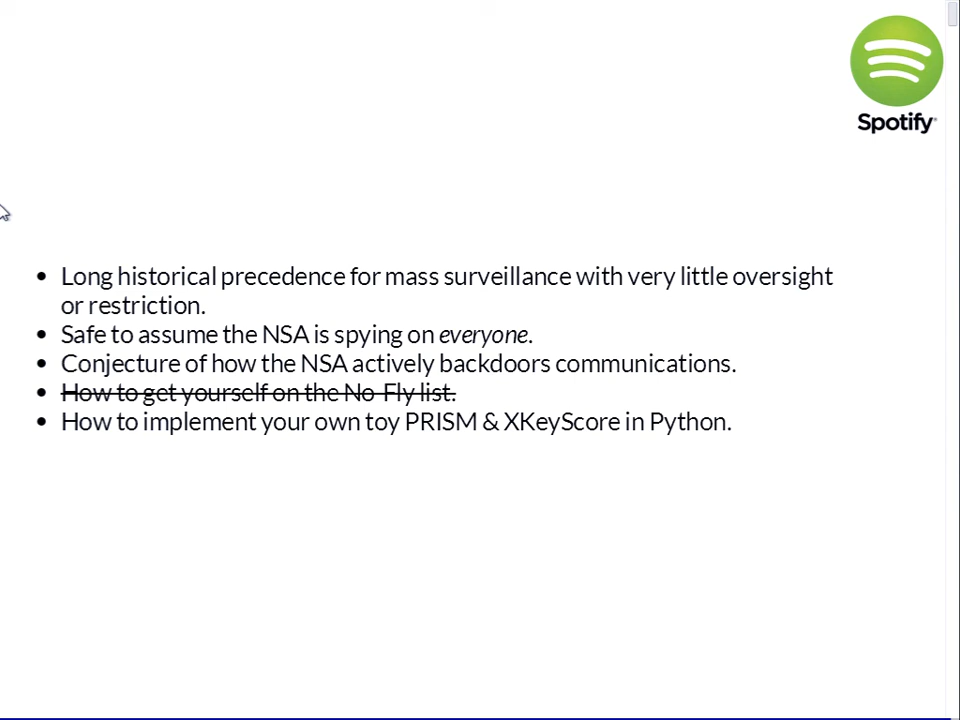 Spotify
• Long historical precedence for mass surveillance with very little oversight
or restriction.
• Safe to assume the NSA is spying on everyone.
• Conjecture of how the NSA actively backdoors communications.
• How to get yourself on the No-Fly list.
• How to implement your own toy PRISM & XKeyScore in Python.